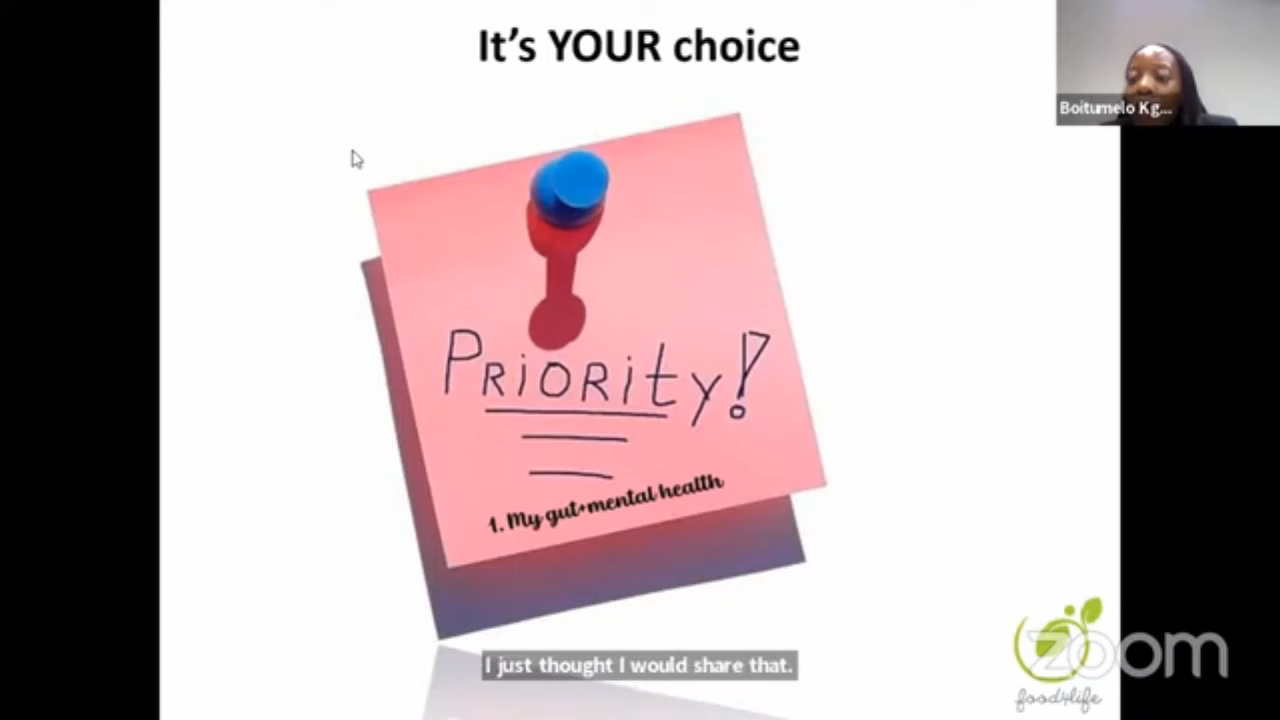 It's YOUR choice
Boitumelo Kg...
PRiORity!
1. My gut+mental health
I just thought I would share that.
zoom
food4life